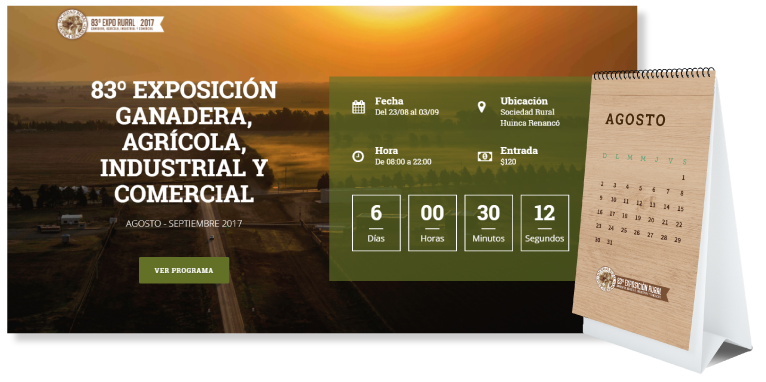 83º EXPO RURAL 2017
GANADERA, AGRÍCOLA, INDUSTRIAL Y COMERCIAL
83º EXPOSICIÓN
GANADERA,
AGRÍCOLA,
INDUSTRIAL Y
COMERCIAL
AGOSTO - SEPTIEMBRE 2017
VER PROGRAMA
Fecha
Del 23/08 al 03/09
Ubicación
Sociedad Rural
Huinca Renancó
Hora
De 08:00 a 22:00
Entrada
$120
6 00 30 12
Días Horas Minutos Segundos
AGOSTO
D L M M J V S
1
2 3 4 5 6 7 8
9 10 11 12 13 14 15
16 17 18 19 20 21 22
23 24 25 26 27 28 29
30 31
83º EXPOSICIÓN RURAL